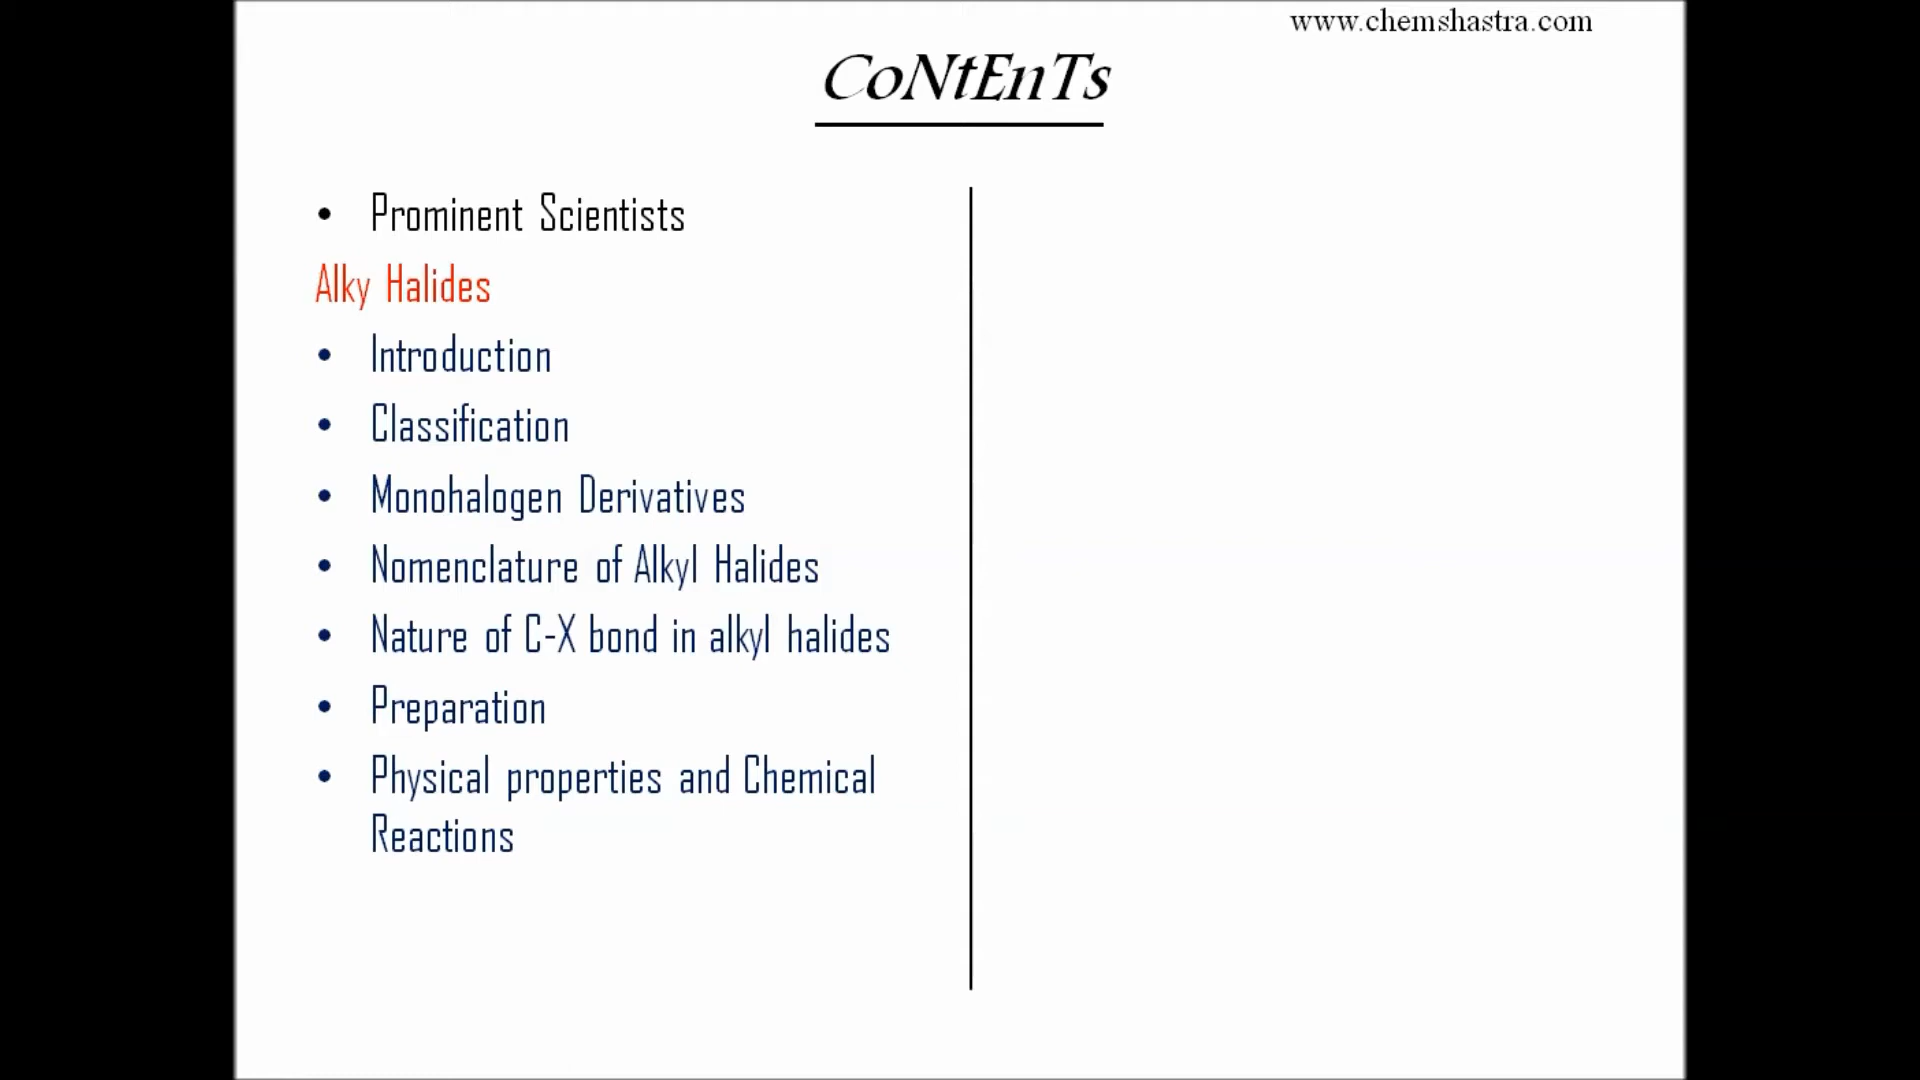 www.chemshastra.com
CoNtEnTs
• Prominent Scientists
Alky Halides
• Introduction
• Classification
• Monohalogen Derivatives
• Nomenclature of Alkyl Halides
• Nature of C-X bond in alkyl halides
• Preparation
• Physical properties and Chemical
Reactions